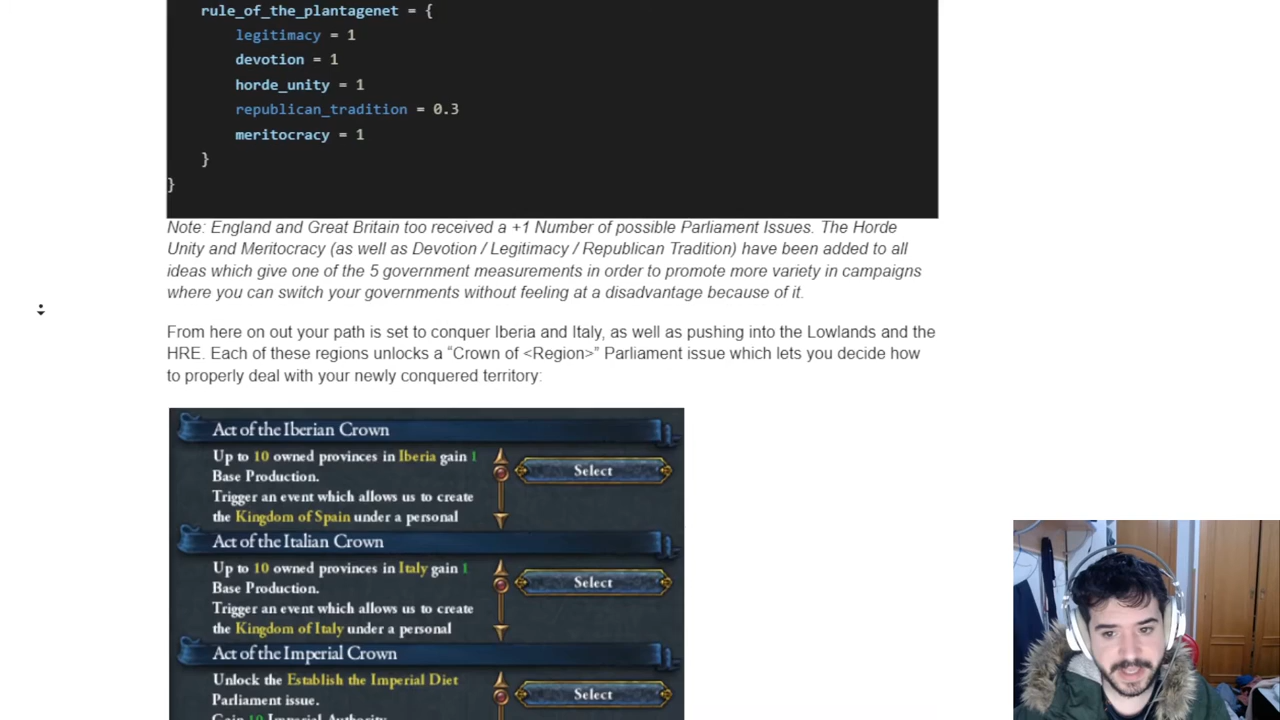 rule_of_the_plantagenet = {
legitimacy = 1
devotion = 1
horde_unity = 1
republican_tradition = 0.3
meritocracy = 1
}
}
Note: England and Great Britain too received a +1 Number of possible Parliament Issues. The Horde
Unity and Meritocracy (as well as Devotion / Legitimacy / Republican Tradition) have been added to all
ideas which give one of the 5 government measurements in order to promote more variety in campaigns
where you can switch your governments without feeling at a disadvantage because of it.
From here on out your path is set to conquer Iberia and Italy, as well as pushing into the Lowlands and the
HRE. Each of these regions unlocks a “Crown of <Region>” Parliament issue which lets you decide how
to properly deal with your newly conquered territory:
Act of the Iberian Crown
Up to 10 owned provinces in Iberia gain 1
Base Production.
Select
Trigger an event which allows us to create
the Kingdom of Spain under a personal
Act of the Italian Crown
Up to 10 owned provinces in Italy gain 1
Base Production.
Select
Trigger an event which allows us to create
the Kingdom of Italy under a personal
Act of the Imperial Crown
Unlock the Establish the Imperial Diet
Parliament issue.
Select
Gain 10 Imperial Authority